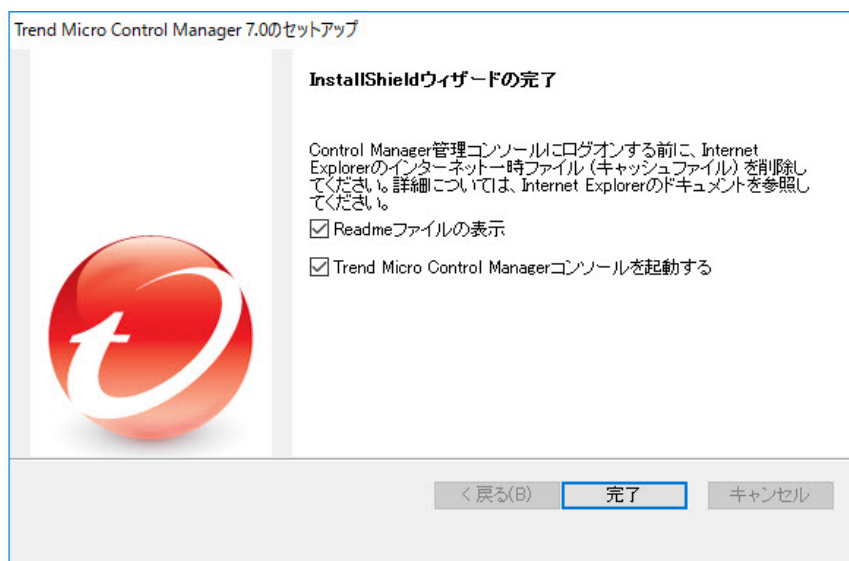 Trend Micro Control Manager 7.0のセットアップ
InstallShieldウィザードの完了
Control Manager管理コンソールにログオンする前に、Internet
Explorerのインターネット一時ファイル（キャッシュファイル）を削除し
てください。詳細については、Internet Explorerのドキュメントを参照し
てください。
Readmeファイルの表示
Trend Micro Control Managerコンソールを起動する
< 戻る(B)
完了
キャンセル